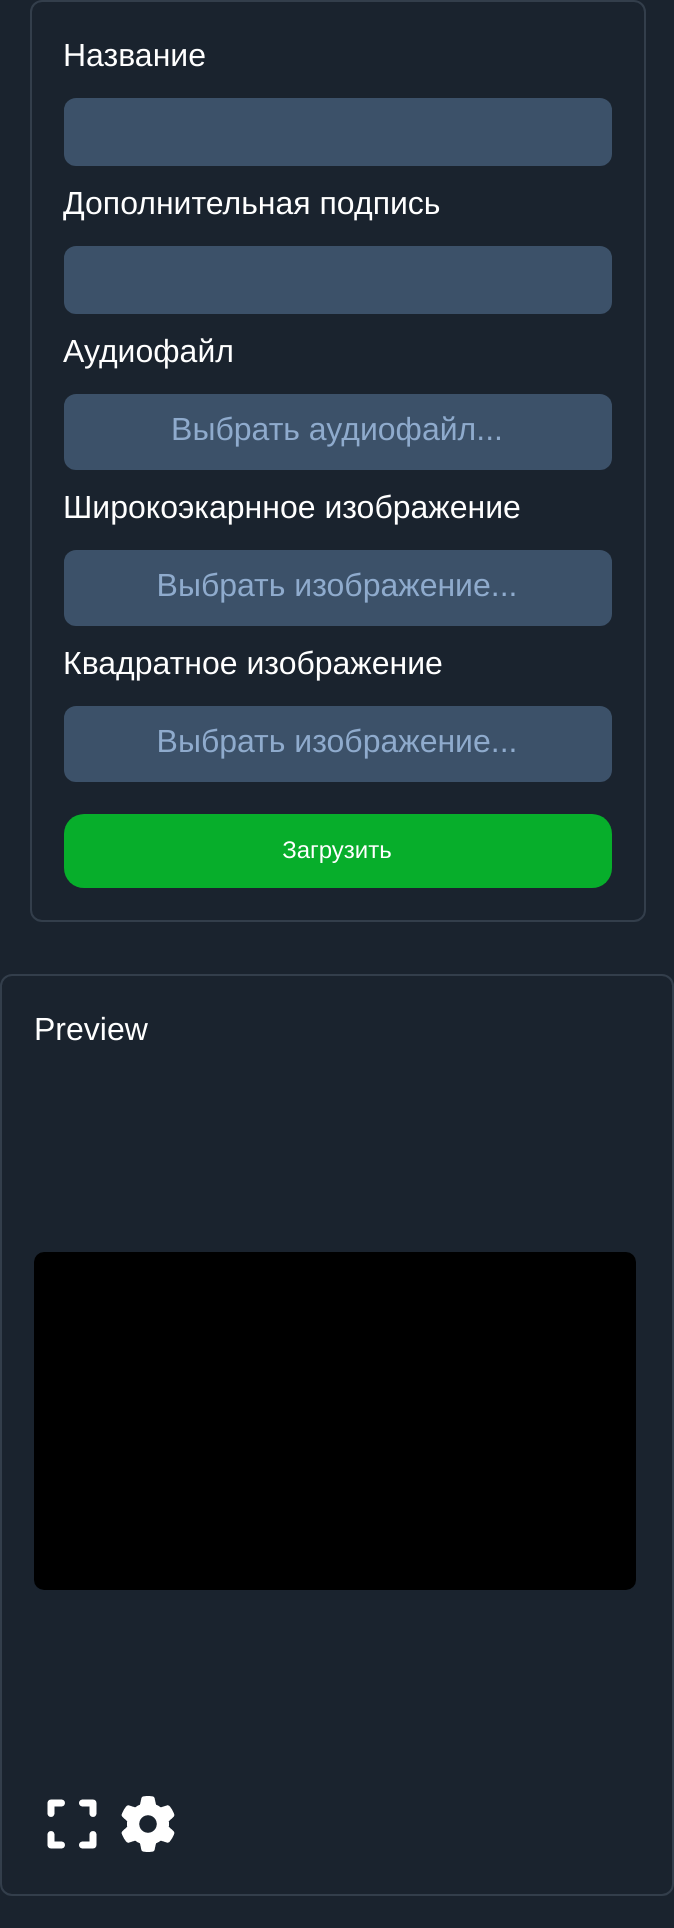 Название
Дополнительная подпись
Аудиофайл
Выбрать аудиофайл...
Широкоэкарнное изображение
Выбрать изображение...
Квадратное изображение
Выбрать изображение...
Загрузить
Preview